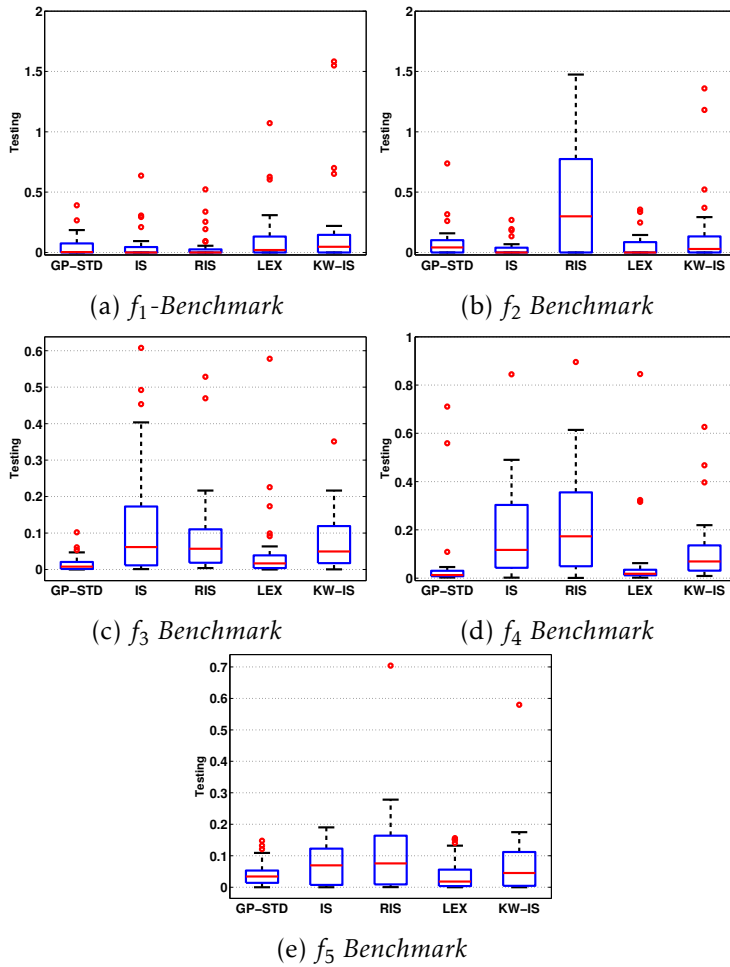 2
1.5
1
0.5
0
Testing
GP-STD IS RIS LEX KW-IS
(a) f1-Benchmark
2
1.5
1
0.5
0
Testing
GP-STD IS RIS LEX KW-IS
(b) f2 Benchmark
0.6
0.5
0.4
0.3
0.2
0.1
0
Testing
GP-STD IS RIS LEX KW-IS
(c) f3 Benchmark
1
0.8
0.6
0.4
0.2
0
Testing
GP-STD IS RIS LEX KW-IS
(d) f4 Benchmark
0.7
0.6
0.5
0.4
0.3
0.2
0.1
0
Testing
GP-STD IS RIS LEX KW-IS
(e) f5 Benchmark